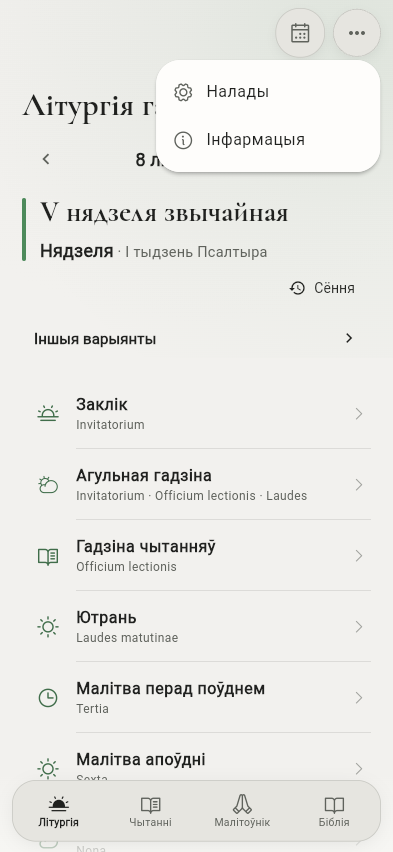 Налады
Літургія г
Інфармацыя
8 л
V нядзеля звычайная
Нядзеля · I тыдзень Псалтыра
Сёння
Іншыя варыянты
Заклік
Invitatorium
Агульная гадзіна
Invitatorium · Officium lectionis · Laudes
Гадзіна чытанняў
Officium lectionis
Ютрань
Laudes matutinae
Малітва перад поўднем
Tertia
Малітва апоўдні
Sexta
Літургія
Чытанні
Малітоўнік
Біблія
Nona